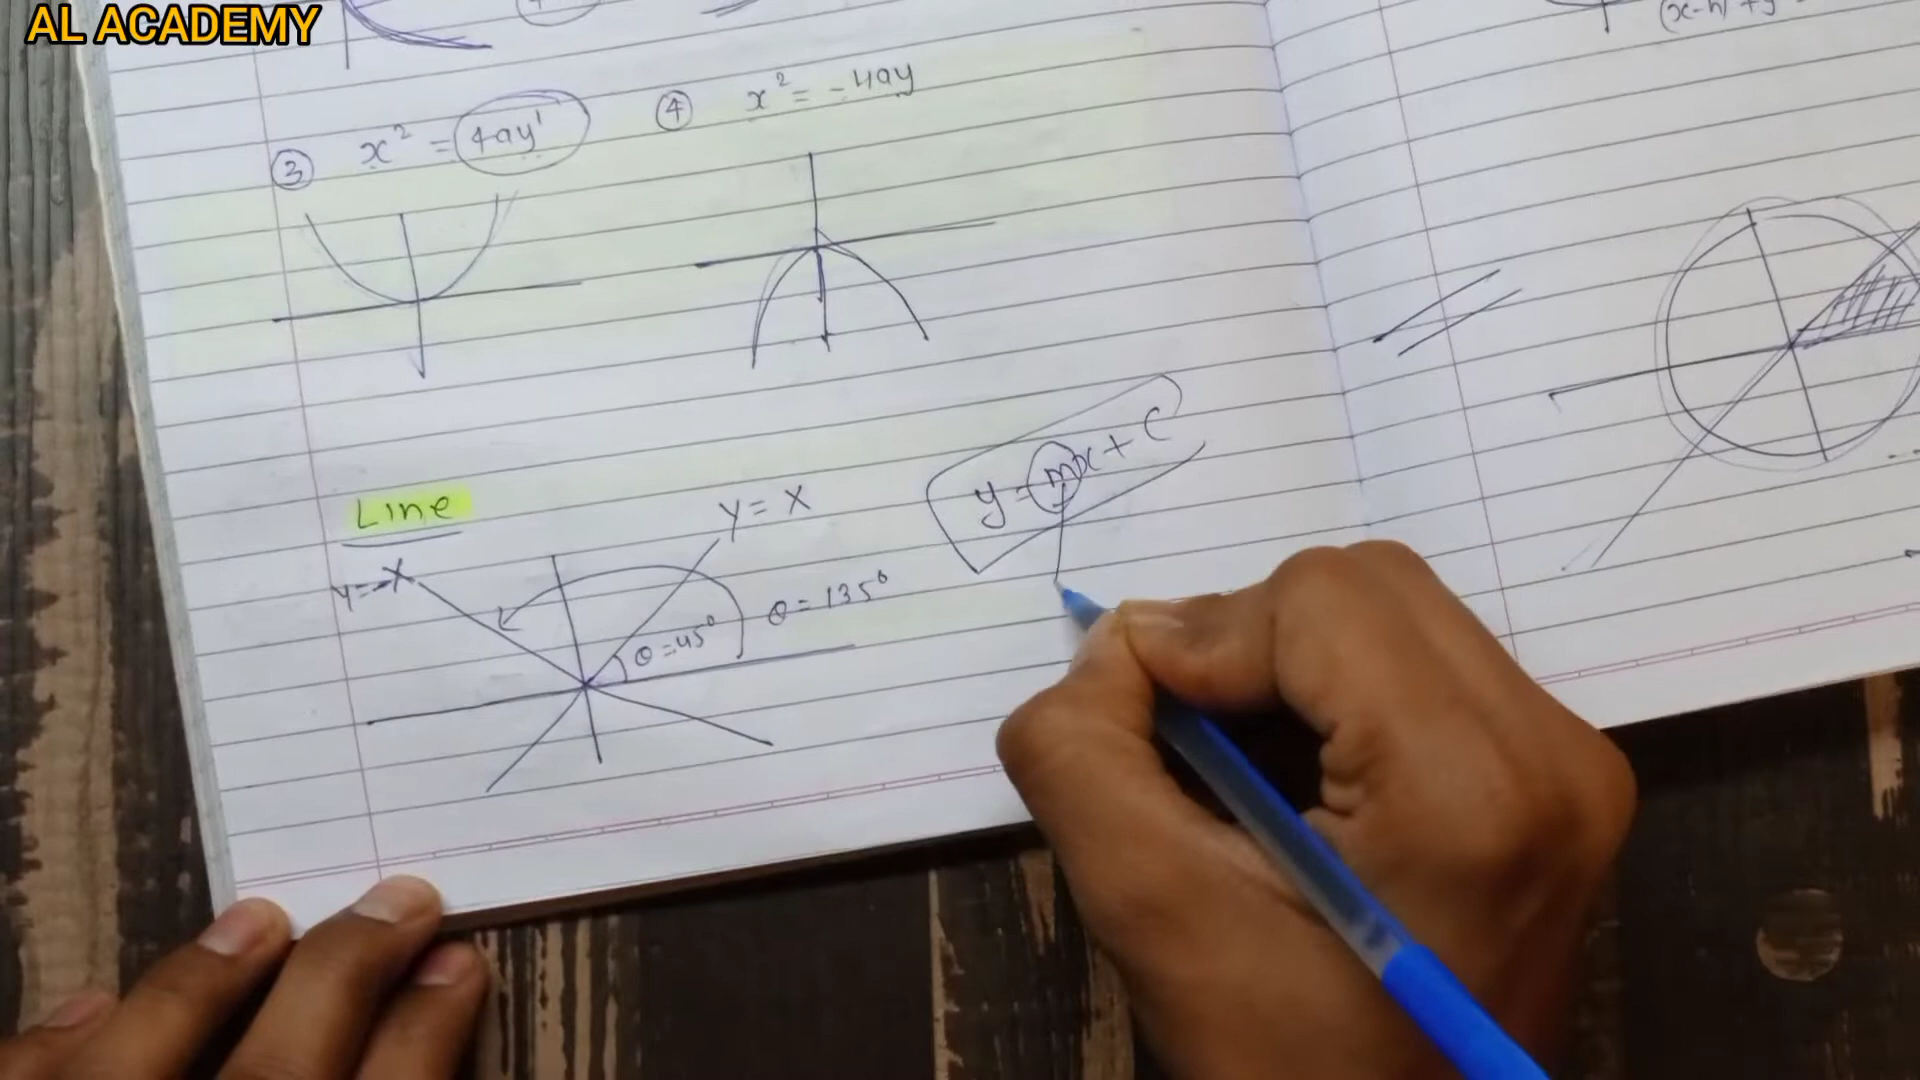 AL ACADEMY
③ x² = 4ay
④ x² = -4ay
Line
y = mx + c
y = x
y = -x
θ = 45°
θ = 135°